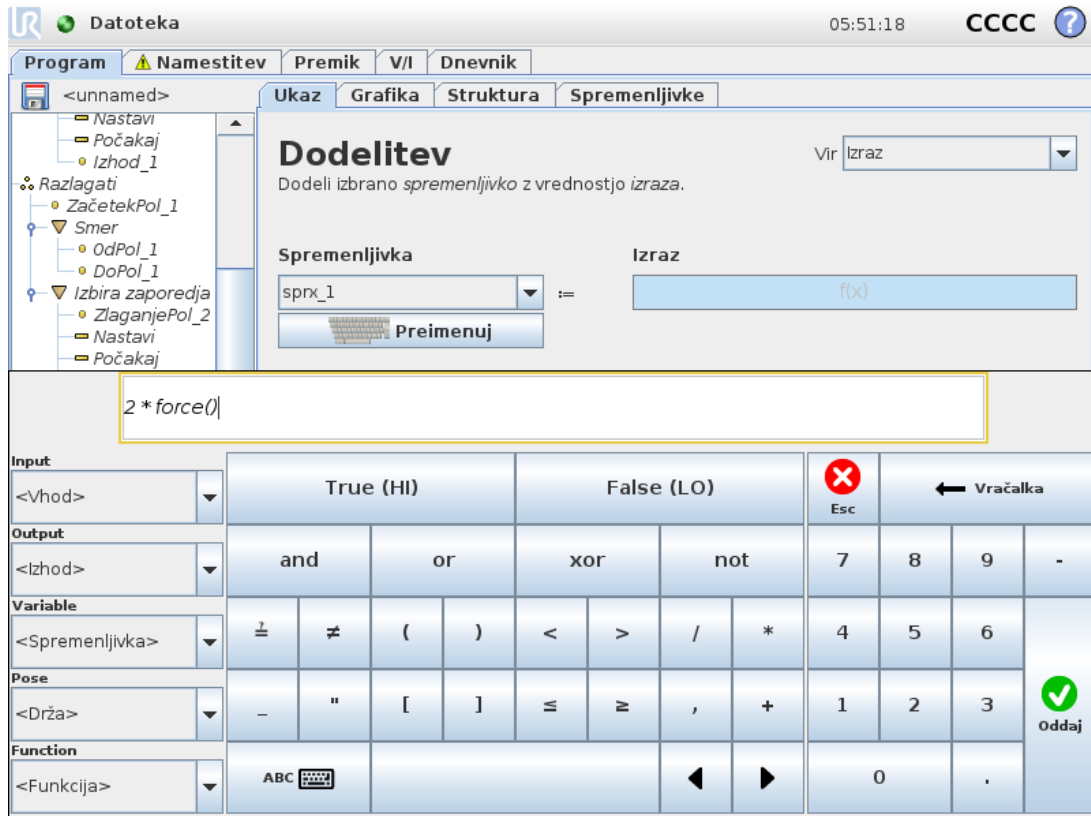 UR Datoteka 05:51:18 CCCC ?
Program Namestitev Premik V/I Dnevnik
<unnamed> Ukaz Grafika Struktura Spremenljivke
Nastavi
Počakaj
Izhod_1
Razlagati
ZačetekPol_1
Smer
OdPol_1
DoPol_1
Izbira zaporedja
ZlaganjePol_2
Nastavi
Počakaj
Dodelitev
Vir Izraz
Dodeli izbrano spremenljivko z vrednostjo izraza.
Spremenljivka Izraz
sprx_1 := f(x)
Preimenuj
2 * force()
Input
<Vhod>
Output
<Izhod>
Variable
<Spremenljivka>
Pose
<Drža>
Function
<Funkcija>
True (HI) False (LO) Esc Vračalka
and or xor not 7 8 9 -
≟ ≠ ( ) < > / * 4 5 6
_ " [ ] ≤ ≥ , + 1 2 3 Oddaj
ABC 0 .